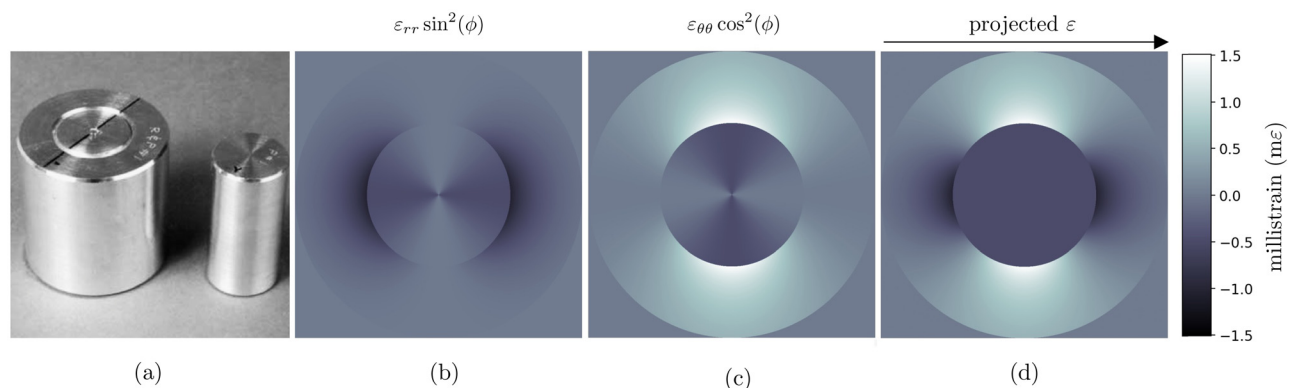 ε_rr sin²(φ)
ε_θθ cos²(φ)
projected ε
1.5
1.0
0.5
0.0
−0.5
−1.0
−1.5
millistrain (mε)
(a)
(b)
(c)
(d)